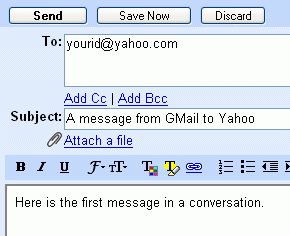 Send Save Now Discard
To: yourid@yahoo.com
Add Cc | Add Bcc
Subject: A message from GMail to Yahoo
Attach a file
B I U F TT T T
Here is the first message in a conversation.